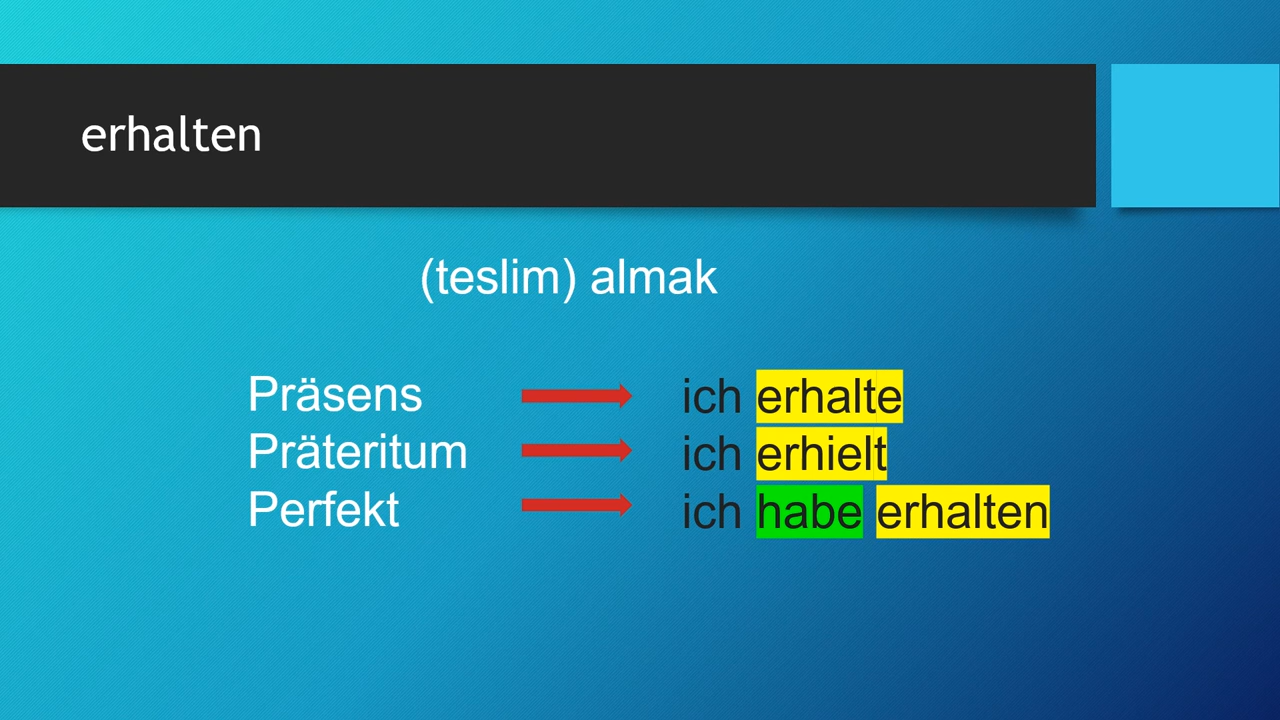 erhalten
(teslim) almak
Präsens ich erhalte
Präteritum ich erhielt
Perfekt ich habe erhalten